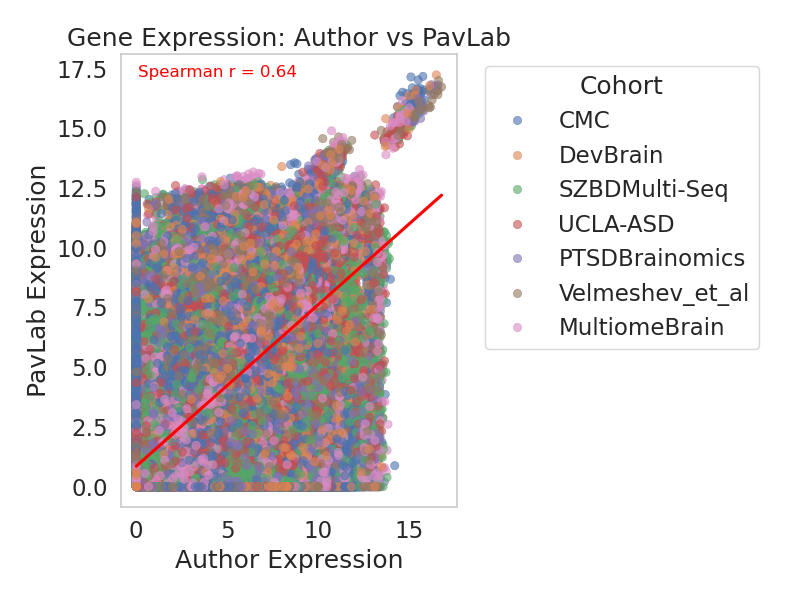 Gene Expression: Author vs PavLab
Spearman r = 0.64
17.5
15.0
12.5
10.0
7.5
5.0
2.5
0.0
PavLab Expression
0
5
10
15
Author Expression
Cohort
CMC
DevBrain
SZBDMulti-Seq
UCLA-ASD
PTSDBrainomics
Velmeshev_et_al
MultiomeBrain